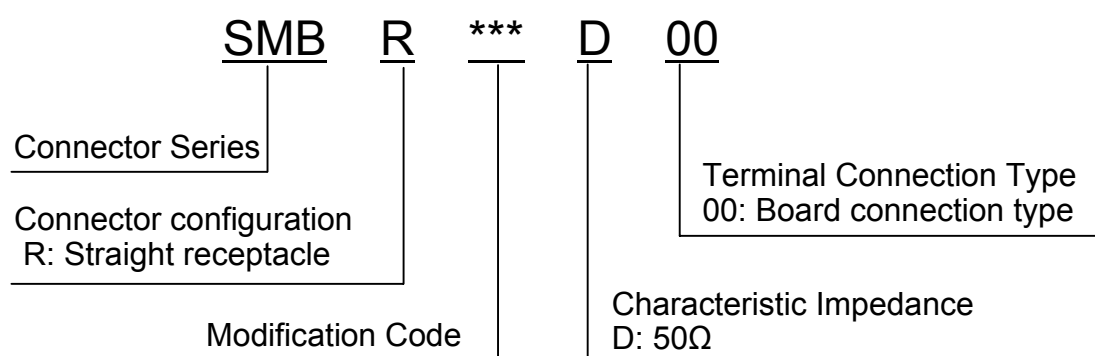 SMB R *** D 00
Connector Series
Connector configuration
R: Straight receptacle
Modification Code
Terminal Connection Type
00: Board connection type
Characteristic Impedance
D: 50Ω